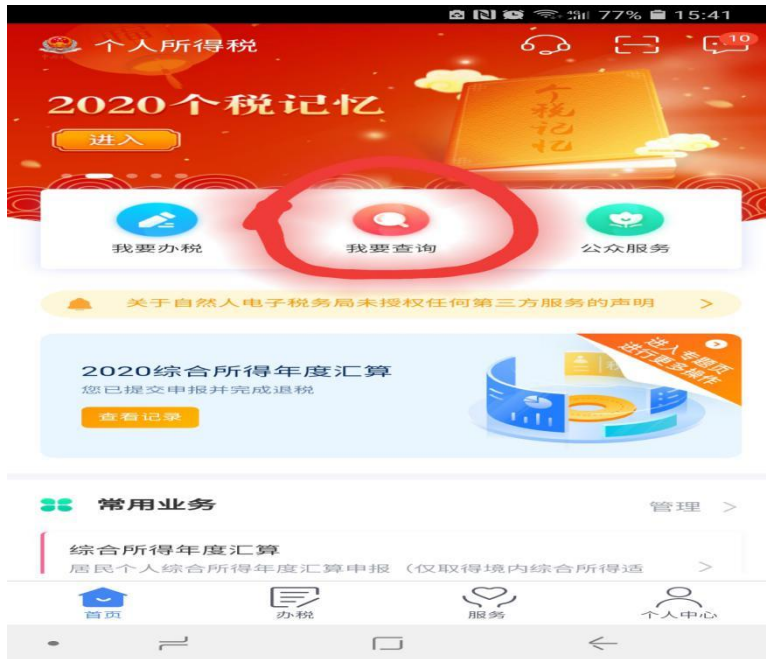 77% 15:41
个人所得税
10
2020个税记忆
进入
个税记忆
我要办税
我要查询
公众服务
关于自然人电子税务局未授权任何第三方服务的声明 >
进入专题页
进行更多操作
2020综合所得年度汇算
您已提交申报并完成退税
查看记录
常用业务
管理 >
综合所得年度汇算
居民个人综合所得年度汇算申报（仅取得境内综合所得适
首页
办税
服务
个人中心